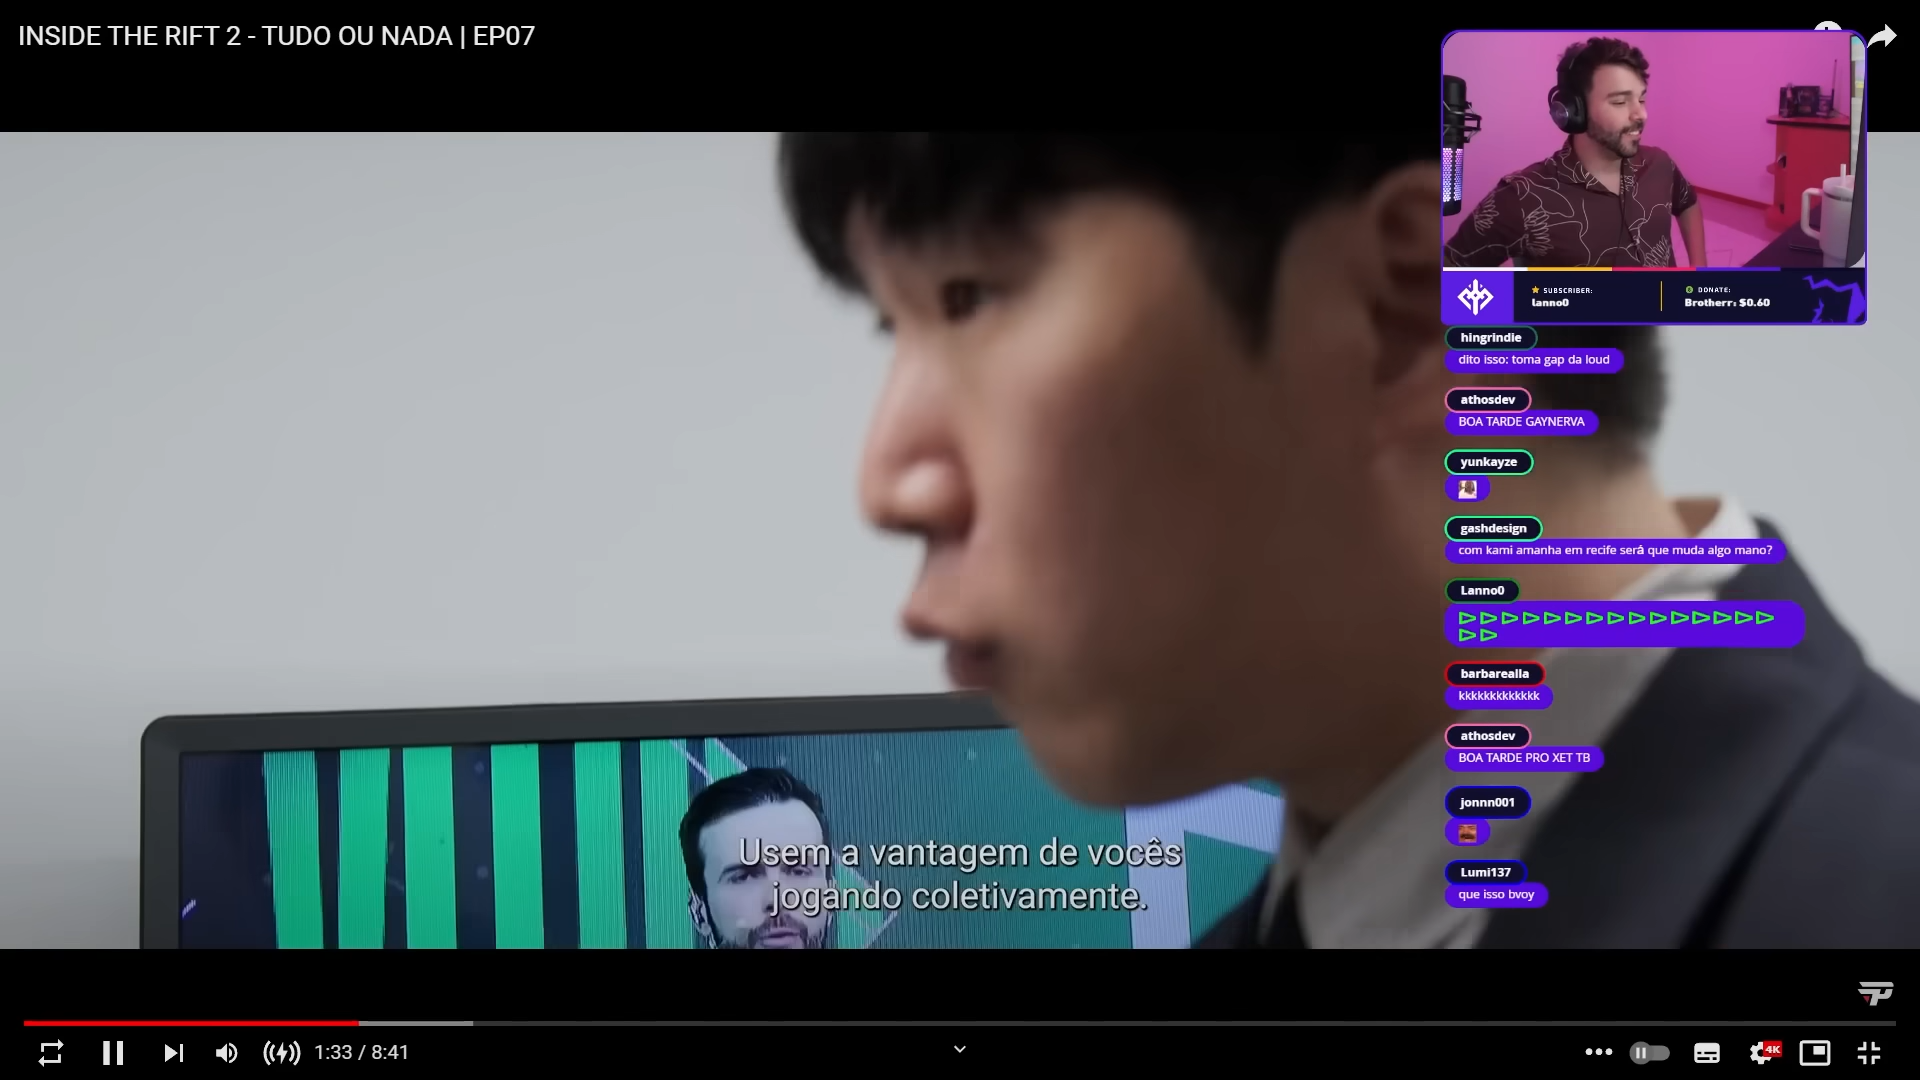 INSIDE THE RIFT 2 - TUDO OU NADA | EP07
SUBSCRIBER:
Lanno0
DONATE:
Brotherr: $0.60
hingrindie
dito isso: toma gap da loud
athosdev
BOA TARDE GAYNERVA
yunkayze
gashdesign
com kami amanha em recife será que muda algo mano?
Lanno0
barbarealla
kkkkkkkkkkkkk
athosdev
BOA TARDE PRO XET TB
jonnn001
Lumi137
que isso bvoy
Usem a vantagem de vocês
jogando coletivamente.
1:33 / 8:41
4K